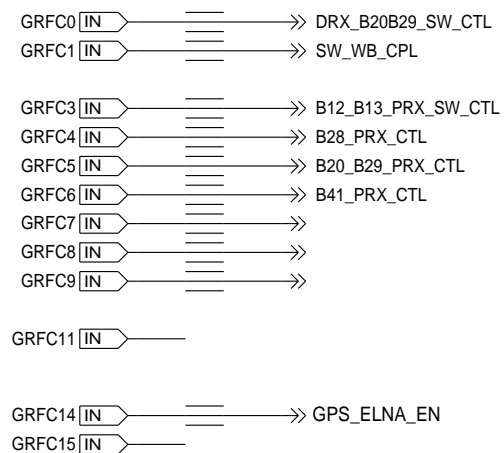 GRFC0 IN DRX_B20B29_SW_CTL
GRFC1 IN SW_WB_CPL
GRFC3 IN B12_B13_PRX_SW_CTL
GRFC4 IN B28_PRX_CTL
GRFC5 IN B20_B29_PRX_CTL
GRFC6 IN B41_PRX_CTL
GRFC7 IN
GRFC8 IN
GRFC9 IN
GRFC11 IN
GRFC14 IN GPS_ELNA_EN
GRFC15 IN